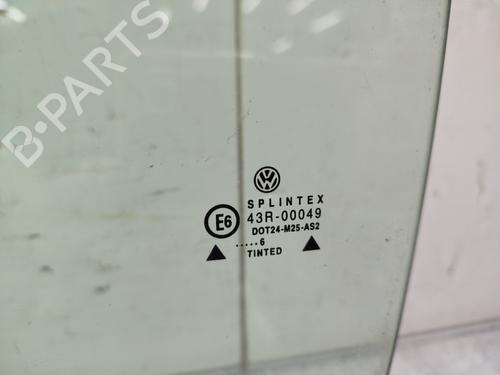 B-PARTS
VW
SPLINTEX
E6 43R-00049
DOT24-M25-AS2
.....6
TINTED